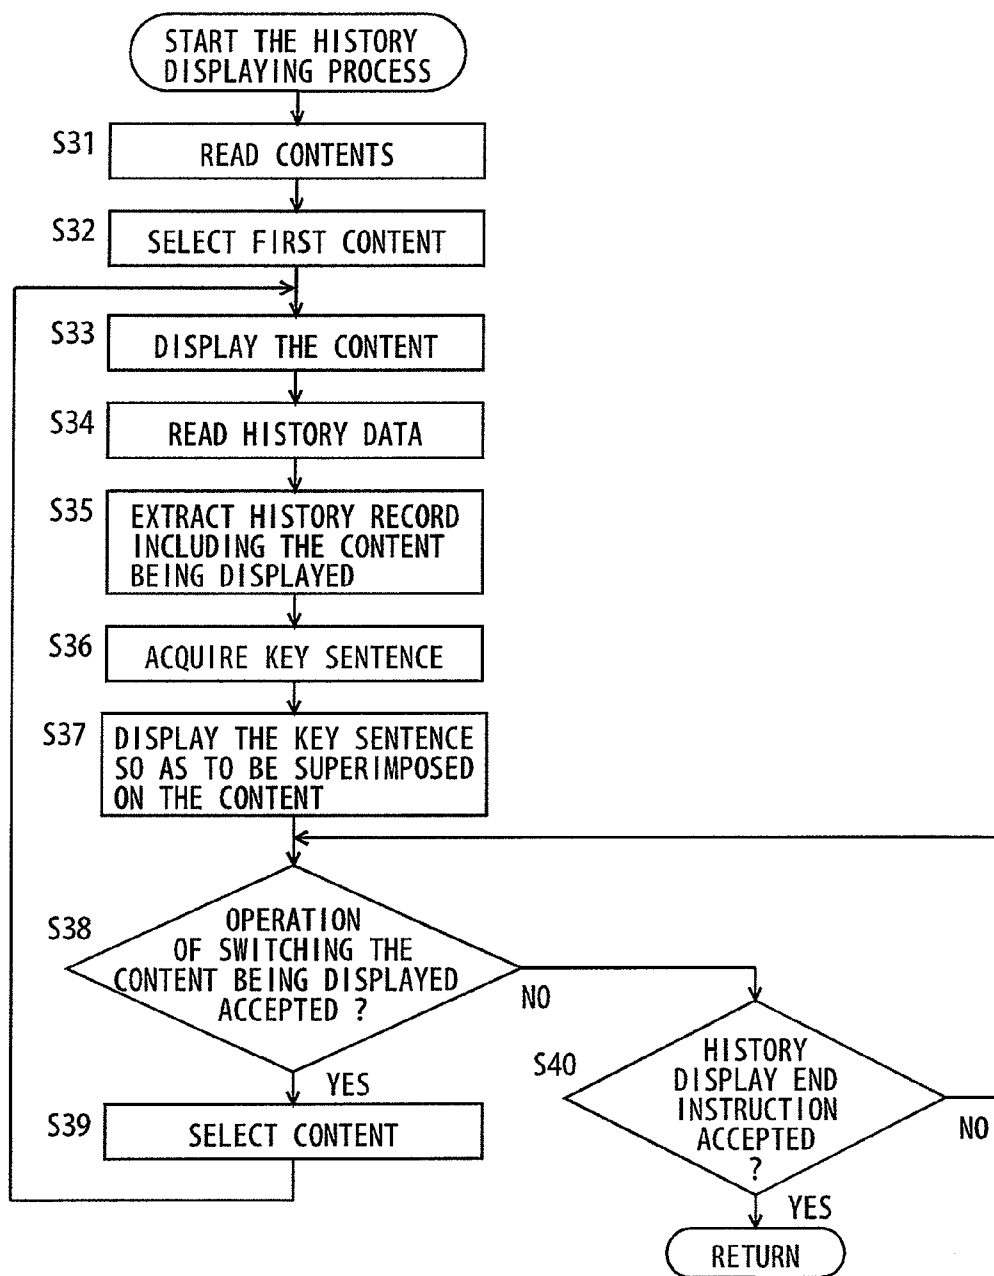 START THE HISTORY
DISPLAYING PROCESS
S31
READ CONTENTS
S32
SELECT FIRST CONTENT
S33
DISPLAY THE CONTENT
S34
READ HISTORY DATA
S35
EXTRACT HISTORY RECORD
INCLUDING THE CONTENT
BEING DISPLAYED
S36
ACQUIRE KEY SENTENCE
S37
DISPLAY THE KEY SENTENCE
SO AS TO BE SUPERIMPOSED
ON THE CONTENT
S38
OPERATION
OF SWITCHING THE
CONTENT BEING DISPLAYED
ACCEPTED ?
NO
YES
S39
SELECT CONTENT
S40
HISTORY
DISPLAY END
INSTRUCTION
ACCEPTED
?
NO
YES
RETURN